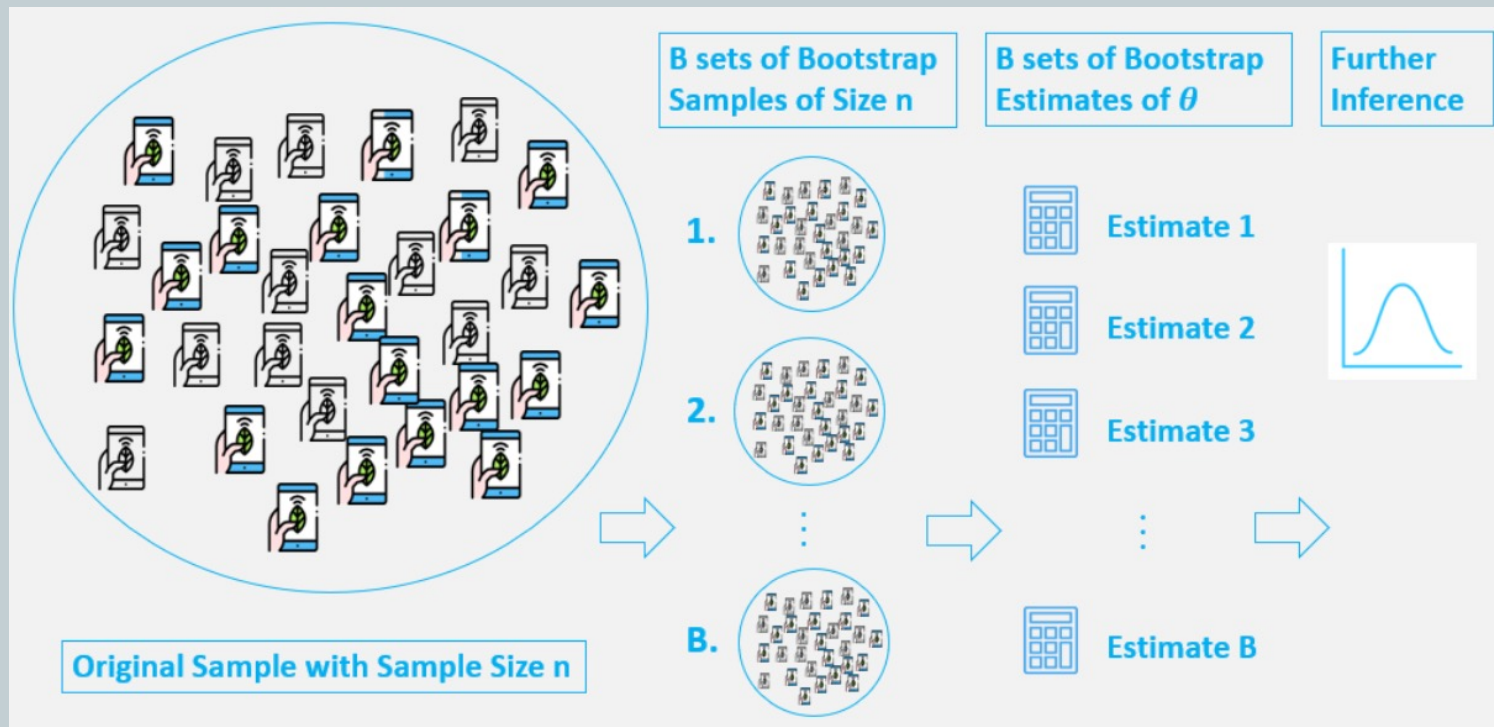 B sets of Bootstrap
Samples of Size n
B sets of Bootstrap
Estimates of θ
Further
Inference
1.
Estimate 1
Estimate 2
2.
Estimate 3
⋮
⋮
B.
Estimate B
Original Sample with Sample Size n